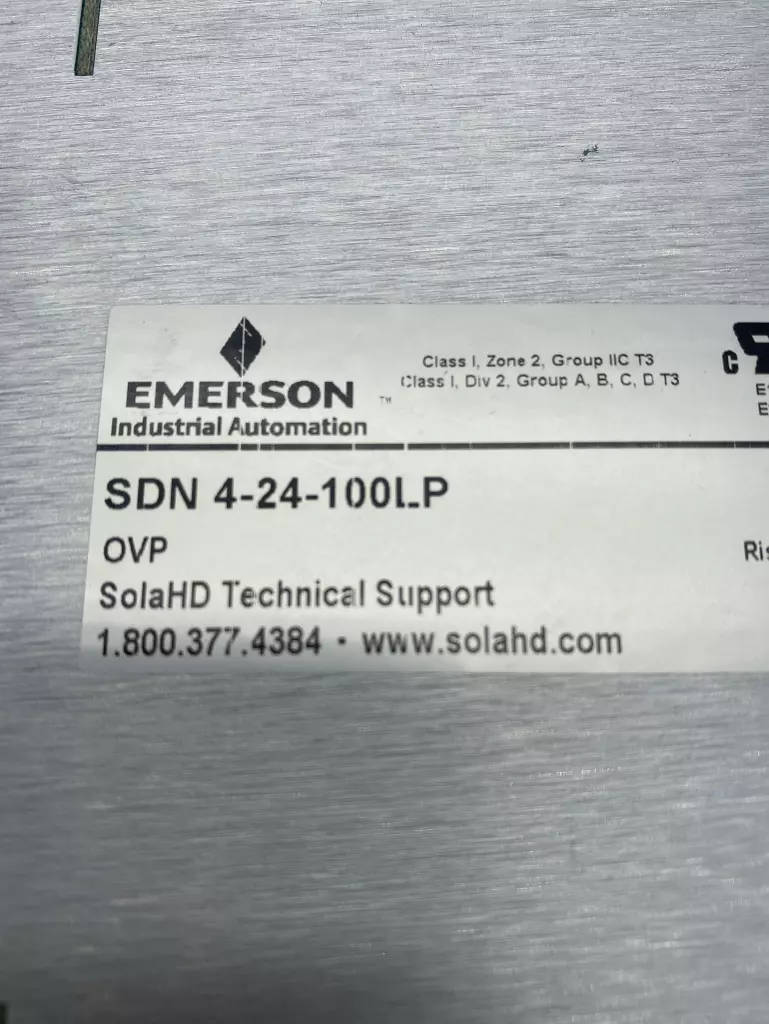 Class I, Zone 2, Group IIC T3
Class I, Div 2, Group A, B, C, D T3
C
EMERSON™
Industrial Automation
SDN 4-24-100LP
OVP
SolaHD Technical Support
1.800.377.4384 · www.solahd.com